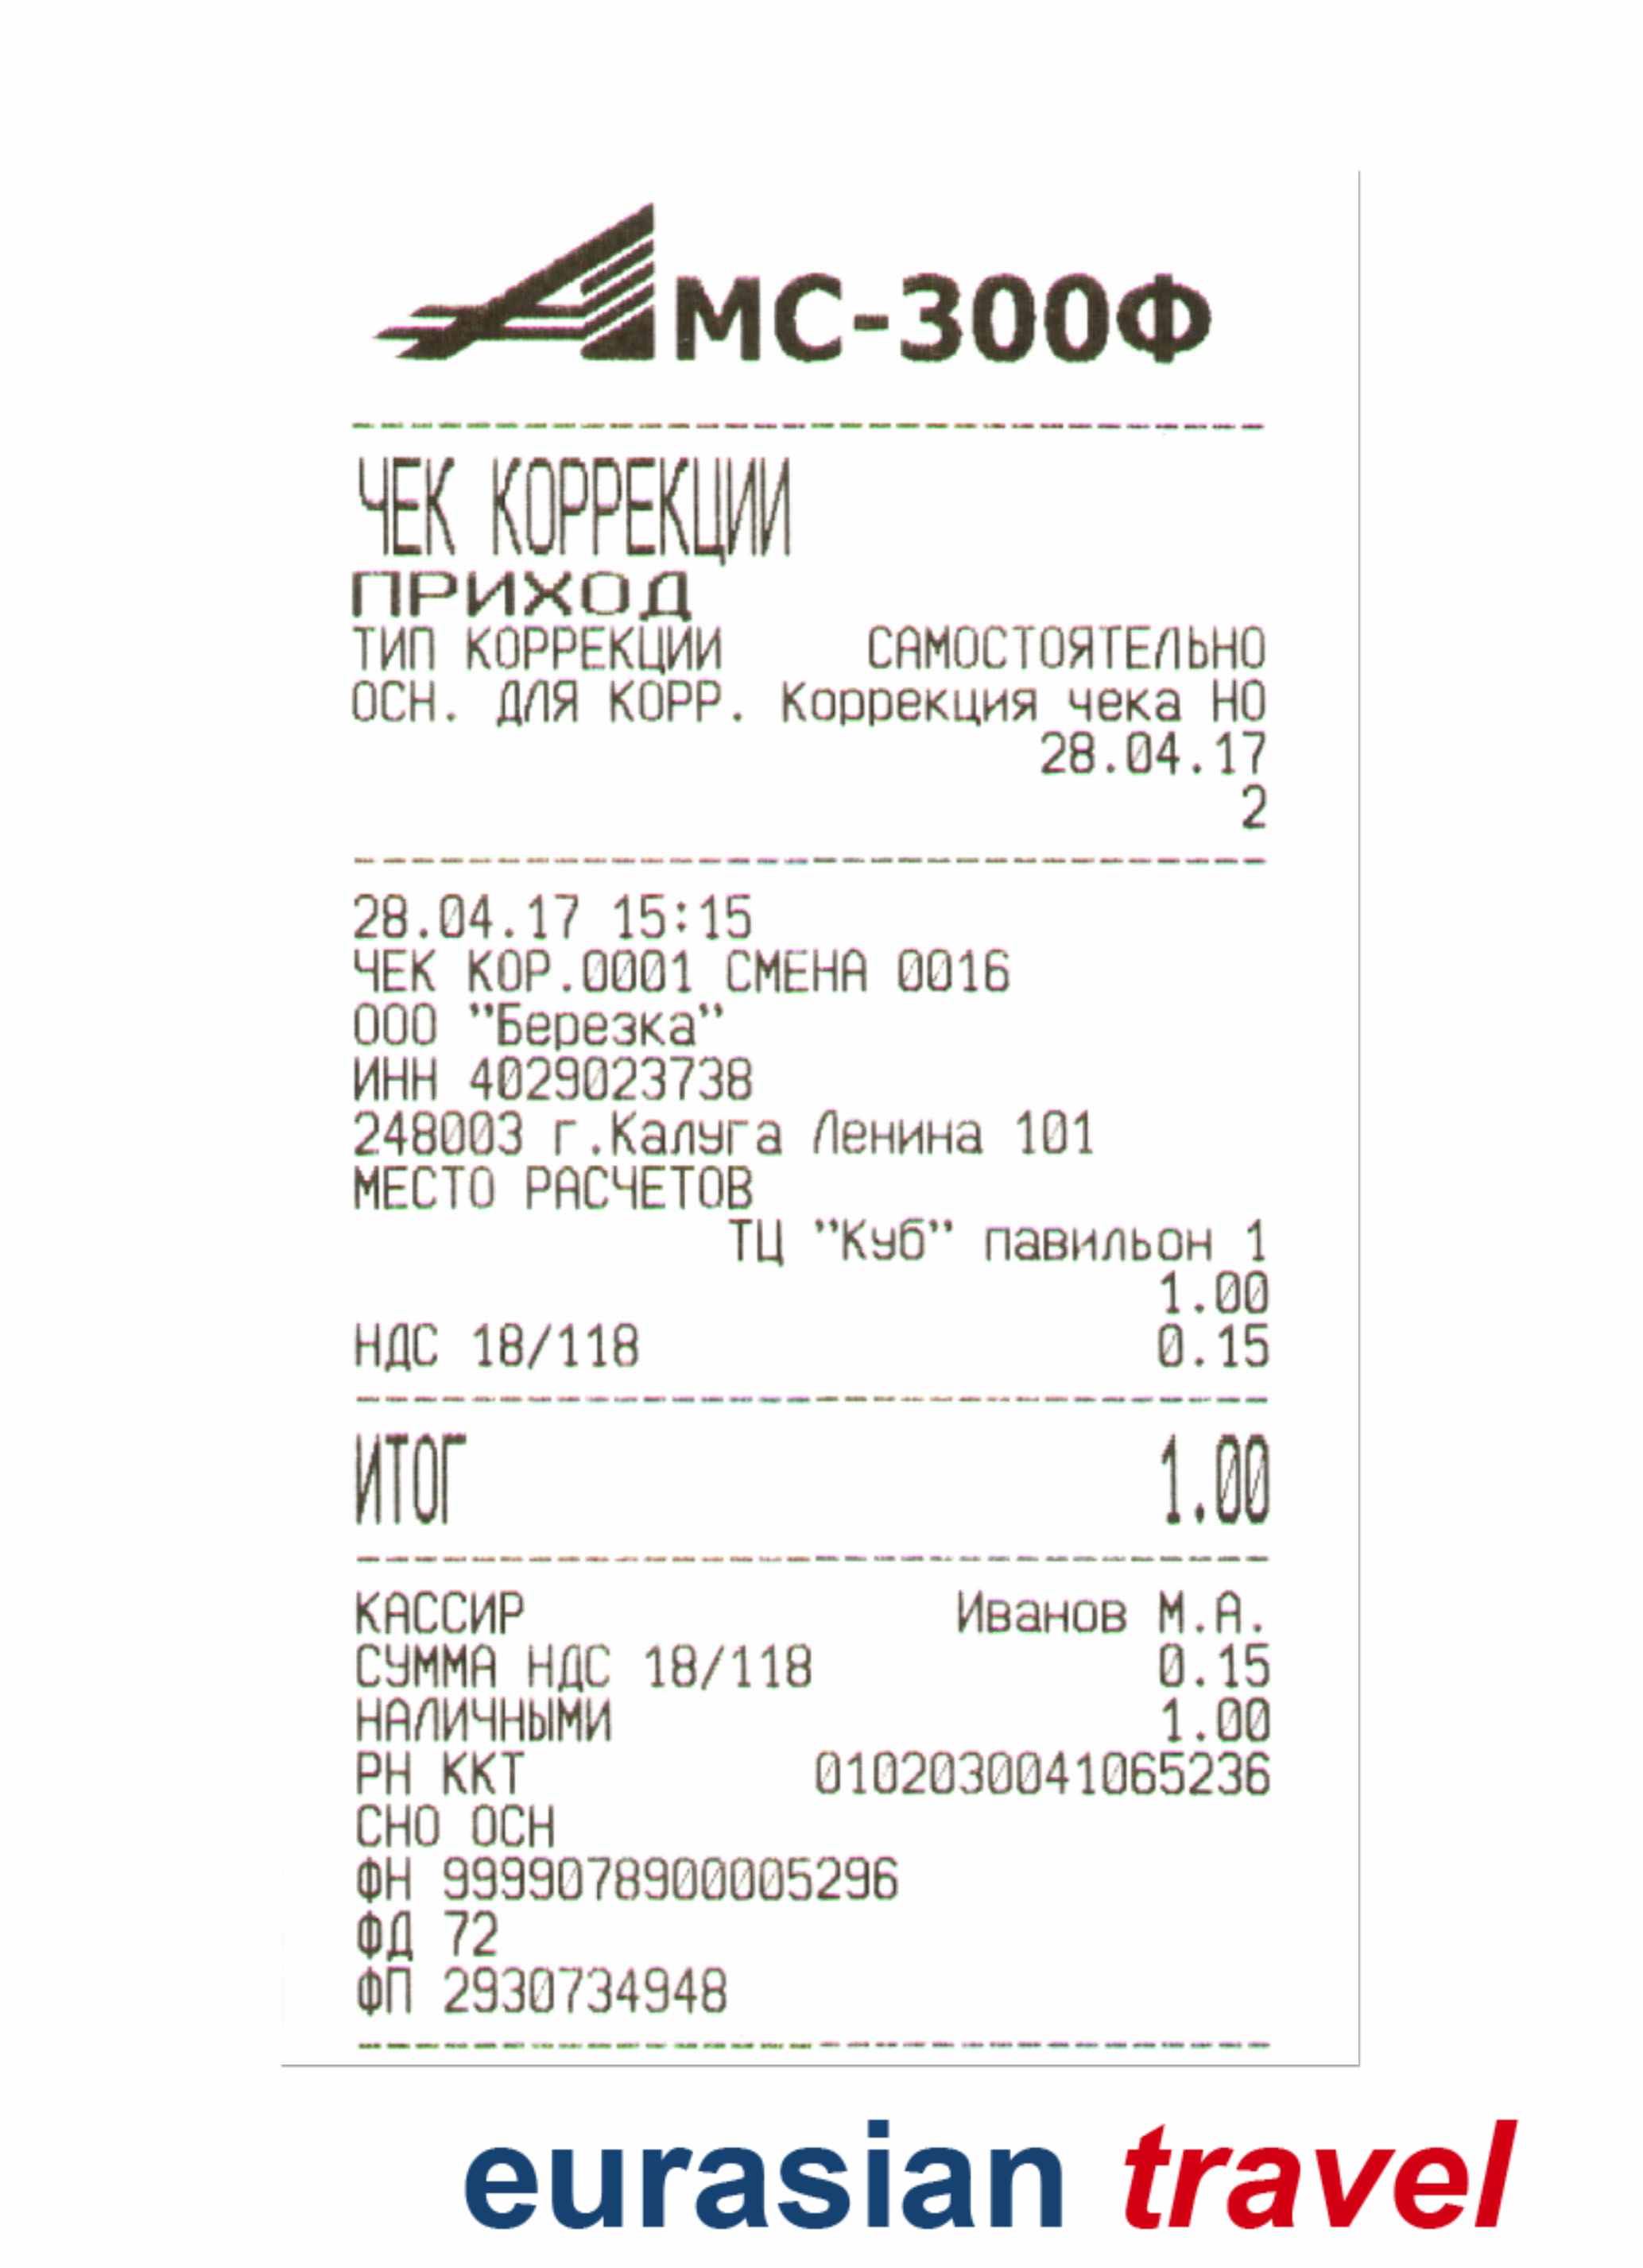 АМС-300Ф
ЧЕК КОРРЕКЦИИ
ПРИХОД
ТИП КОРРЕКЦИИ САМОСТОЯТЕЛЬНО
ОСН. ДЛЯ КОРР. Коррекция чека НО
28.04.17
2
28.04.17 15:15
ЧЕК КОР.0001 СМЕНА 0016
ООО "Березка"
ИНН 4029023738
248003 г.Калуга Ленина 101
МЕСТО РАСЧЕТОВ
ТЦ "Куб" павильон 1
1.00
НДС 18/118 0.15
ИТОГ 1.00
КАССИР Иванов М.А.
СУММА НДС 18/118 0.15
НАЛИЧНЫМИ 1.00
РН ККТ 0102030041065236
СНО ОСН
ФН 9999078900005296
ФД 72
ФП 2930734948
eurasian travel